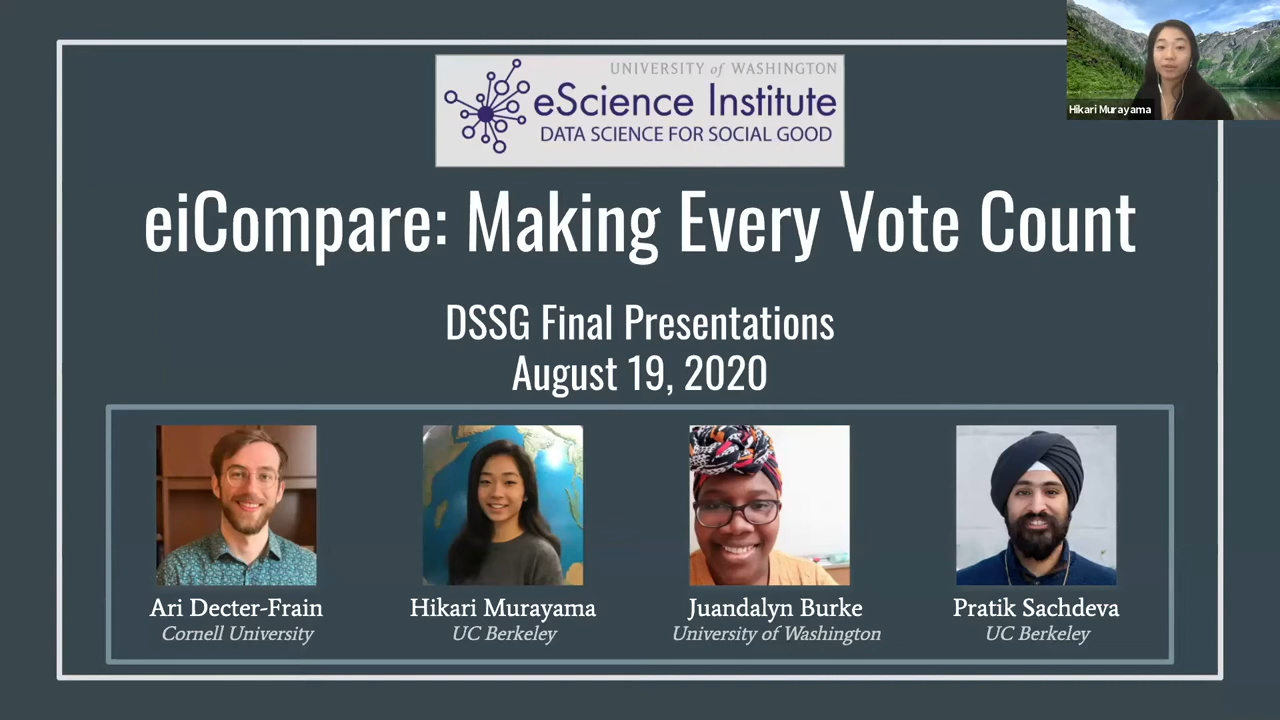 Hikari Murayama
UNIVERSITY of WASHINGTON
eScience Institute
DATA SCIENCE FOR SOCIAL GOOD
eiCompare: Making Every Vote Count
DSSG Final Presentations
August 19, 2020
Ari Decter-Frain
Cornell University
Hikari Murayama
UC Berkeley
Juandalyn Burke
University of Washington
Pratik Sachdeva
UC Berkeley